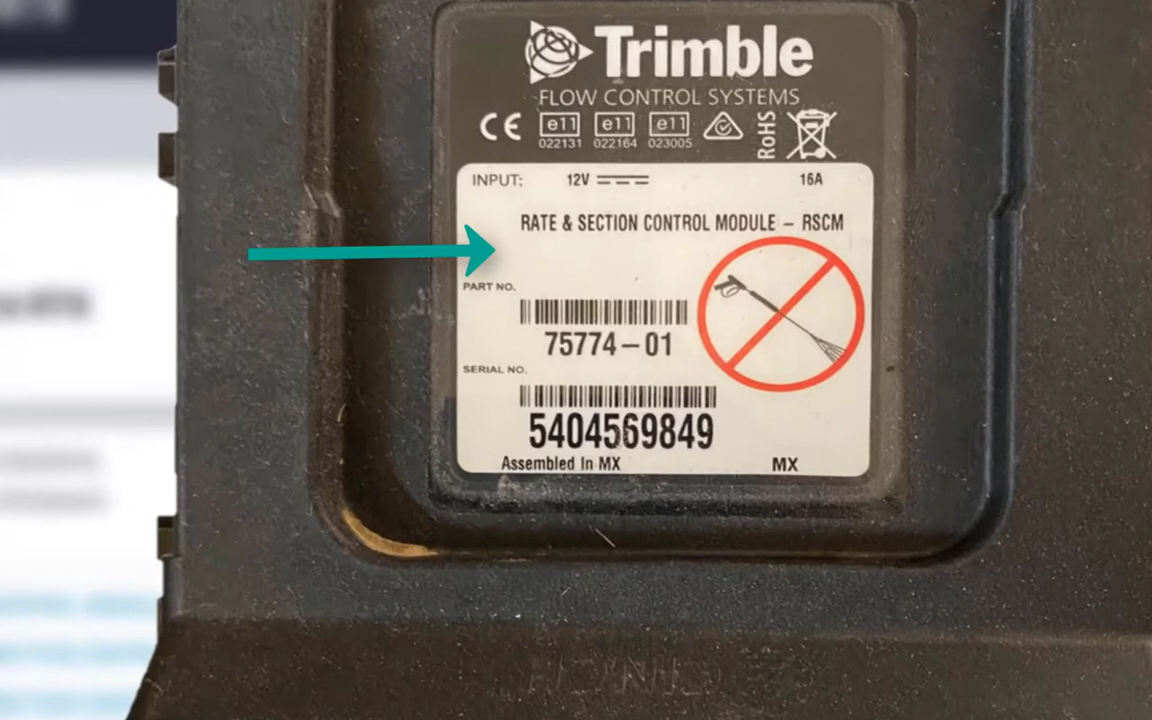 Trimble
FLOW CONTROL SYSTEMS
CE e11 e11 e11 RoHS
022131 022164 023005
INPUT: 12V 16A
RATE & SECTION CONTROL MODULE – RSCM
PART NO.
75774–01
SERIAL NO.
5404569849
Assembled In MX MX